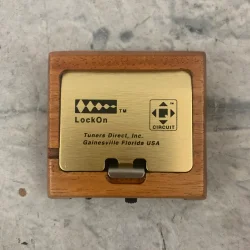 TM
LockOn
CIRCUIT
Tuners Direct, Inc.
Gainesville Florida USA